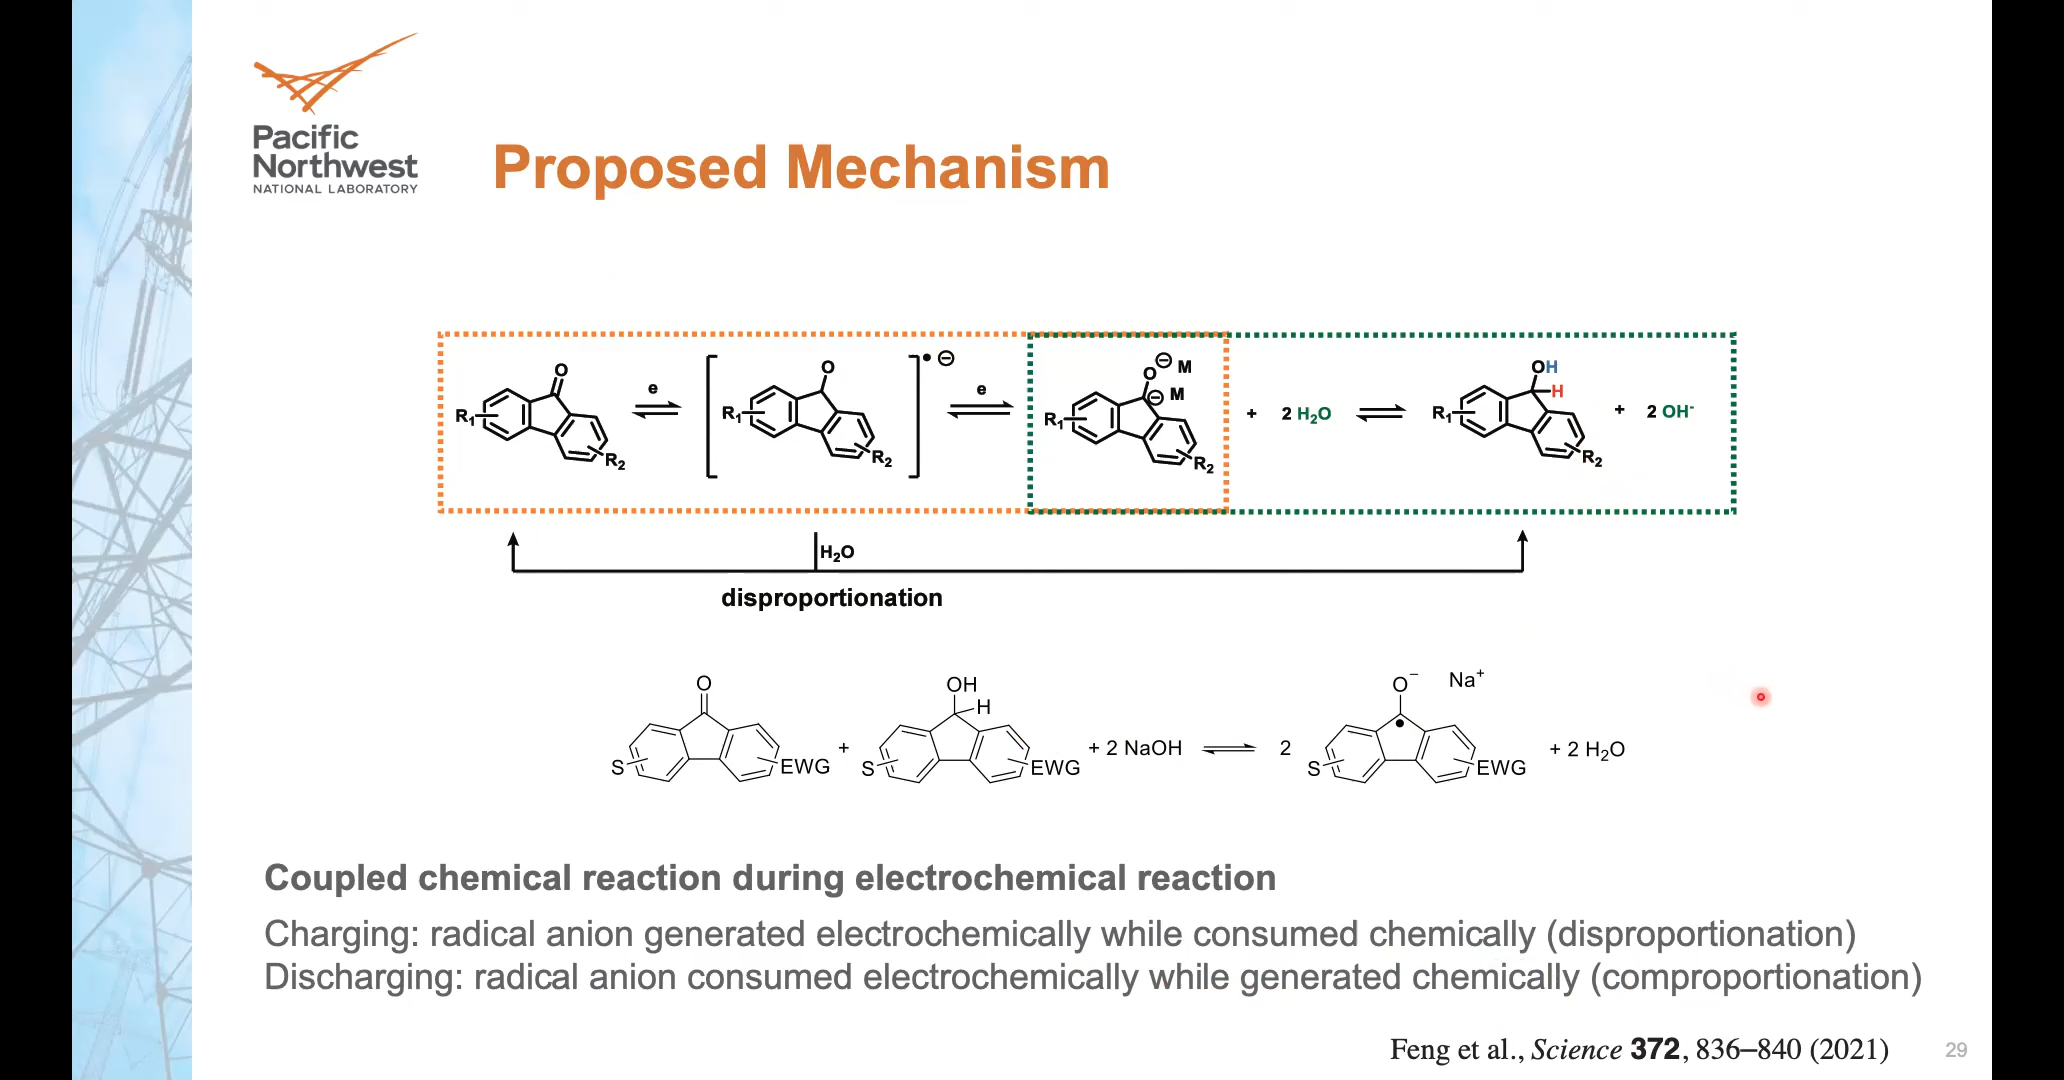 Pacific
Northwest
NATIONAL LABORATORY
Proposed Mechanism
O R₁ R₂ e O R₁ R₂ • ⊖ e O ⊖ M ⊖ M R₁ R₂ + 2 H₂O OH H R₁ R₂ + 2 OH⁻
H₂O
disproportionation
O S EWG + OH H S EWG + 2 NaOH 2 O⁻ Na⁺ • S EWG + 2 H₂O
Coupled chemical reaction during electrochemical reaction
Charging: radical anion generated electrochemically while consumed chemically (disproportionation)
Discharging: radical anion consumed electrochemically while generated chemically (comproportionation)
Feng et al., Science 372, 836–840 (2021)
29